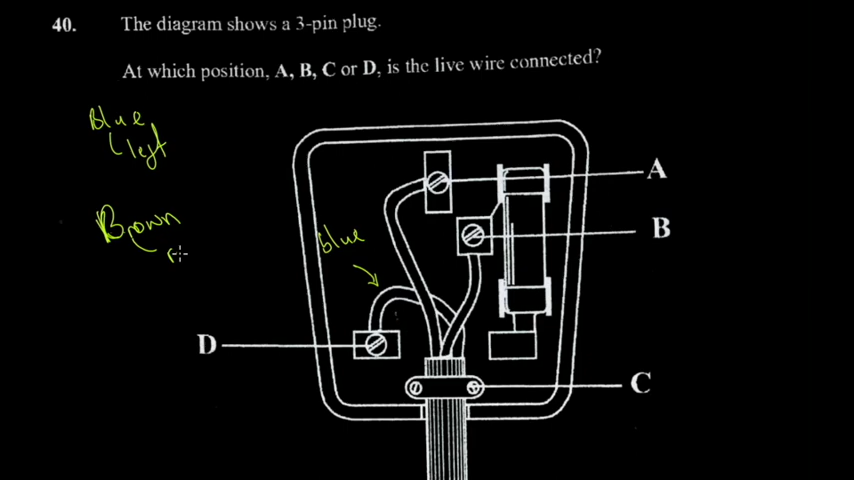 40. The diagram shows a 3-pin plug.
At which position, A, B, C or D, is the live wire connected?
Blue
left
Brown
A
B
blue
D
C